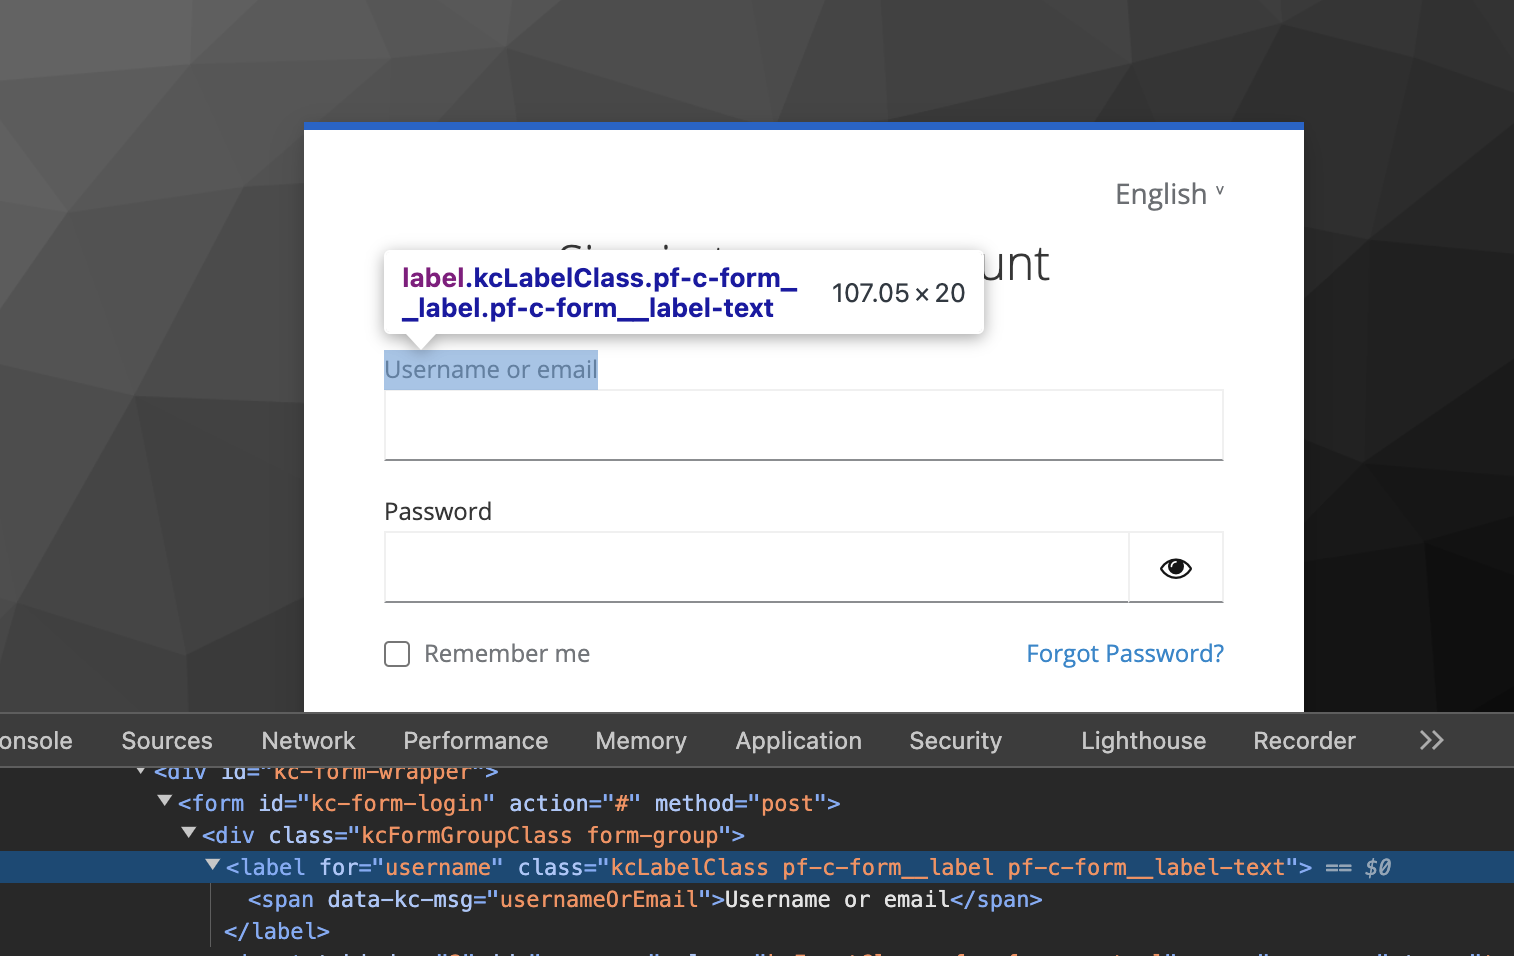 English v
unt
label.kcLabelClass.pf-c-form_
_label.pf-c-form__label-text
107.05 × 20
Username or email
Password
Remember me
Forgot Password?
onsole Sources Network Performance Memory Application Security Lighthouse Recorder
<div id="kc-form-wrapper">
<form id="kc-form-login" action="#" method="post">
<div class="kcFormGroupClass form-group">
<label for="username" class="kcLabelClass pf-c-form__label pf-c-form__label-text"> == $0
<span data-kc-msg="usernameOrEmail">Username or email</span>
</label>